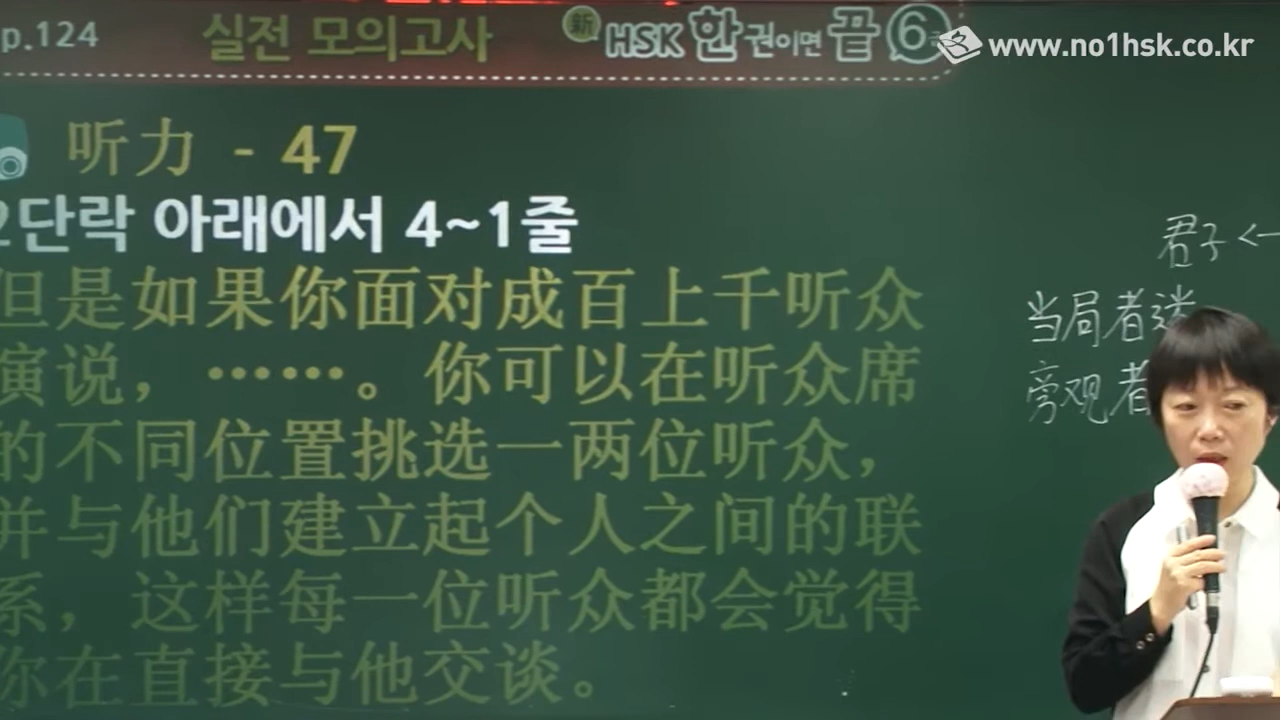 p.124 실전 모의고사 新 HSK 한권이면 끝 6급
www.no1hsk.co.kr
听力 - 47
2단락 아래에서 4~1줄
但是如果你面对成百上千听众
演说，……。你可以在听众席
的不同位置挑选一两位听众，
并与他们建立起个人之间的联
系，这样每一位听众都会觉得
你在直接与他交谈。
君子 ←
当局者迷
旁观者